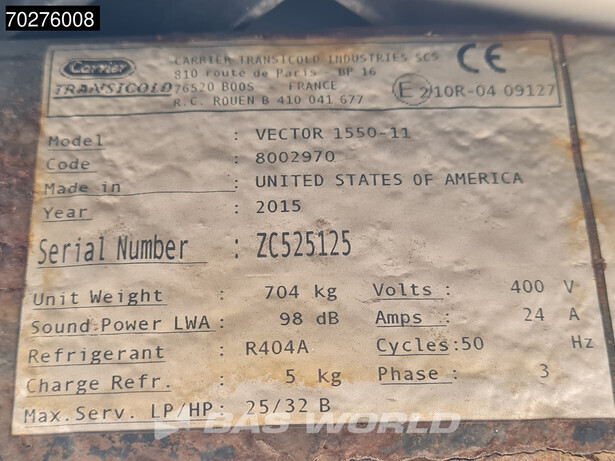 70276008
Carrier
TRANSICOLD
CARRIER TRANSICOLD INDUSTRIES SCS
810 route de Paris BP 16
76520 BOOS - FRANCE
R.C. ROUEN B 410 041 677
CE
E2 10R-04 09127
Model : VECTOR 1550-11
Code : 8002970
Made in : UNITED STATES OF AMERICA
Year : 2015
Serial Number : ZC525125
Unit Weight : 704 kg Volts : 400 V
Sound Power LWA : 98 dB Amps : 24 A
Refrigerant : R404A Cycles:50 Hz
Charge Refr. : 5 kg Phase : 3
Max.Serv. LP/HP: 25/32 B
BAS WORLD